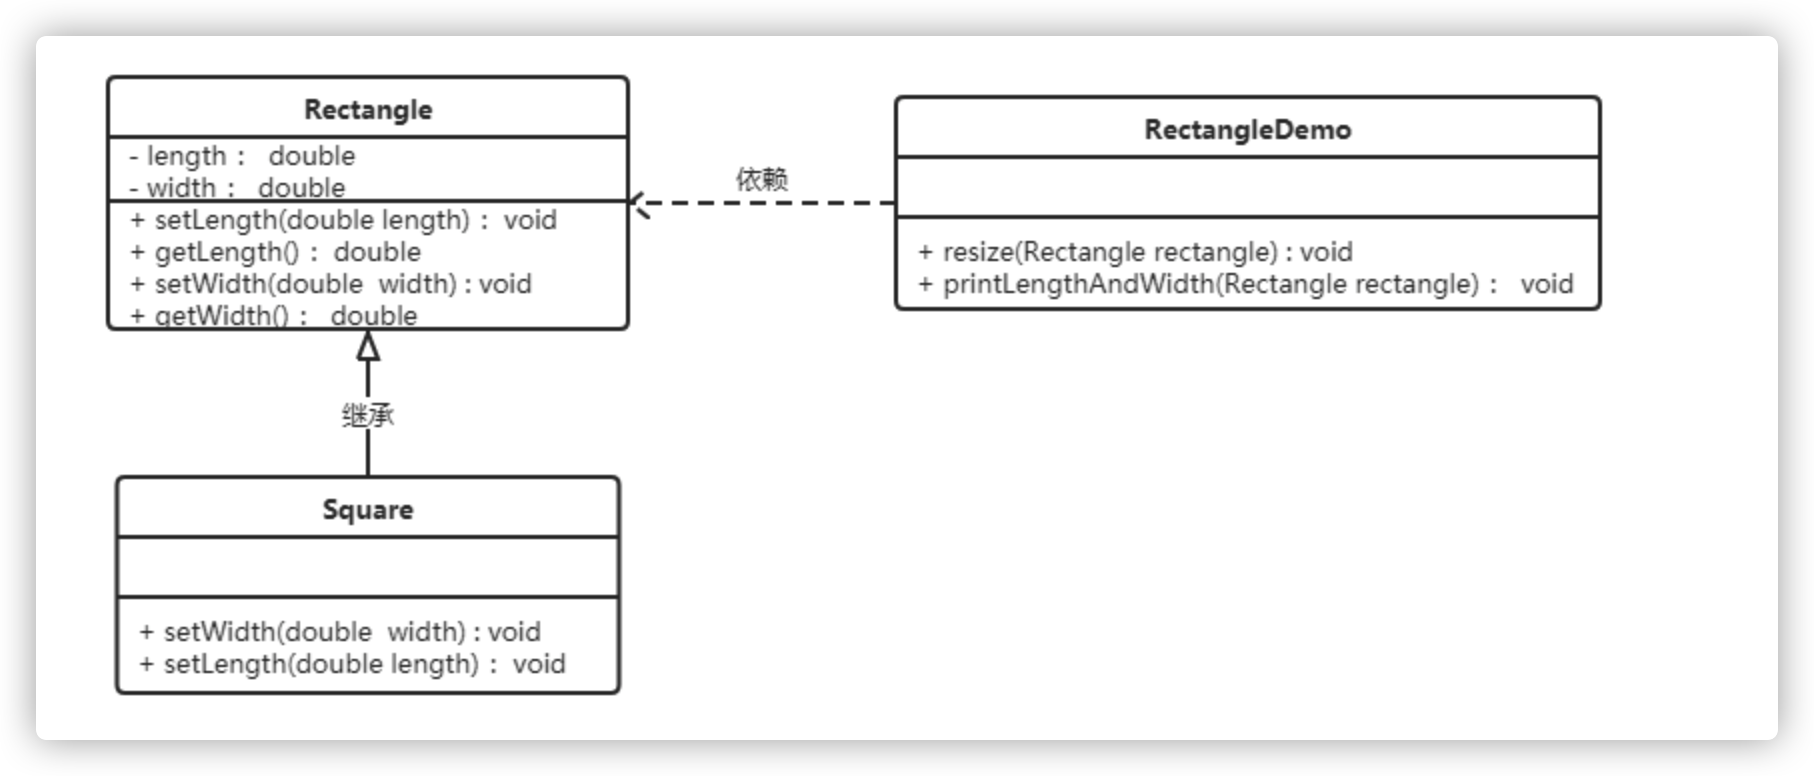 Rectangle
- length： double
- width： double
+ setLength(double length)： void
+ getLength()： double
+ setWidth(double  width) : void
+ getWidth()： double
依赖
RectangleDemo
+ resize(Rectangle rectangle) : void
+ printLengthAndWidth(Rectangle rectangle)： void
继承
Square
+ setWidth(double  width) : void
+ setLength(double length)： void